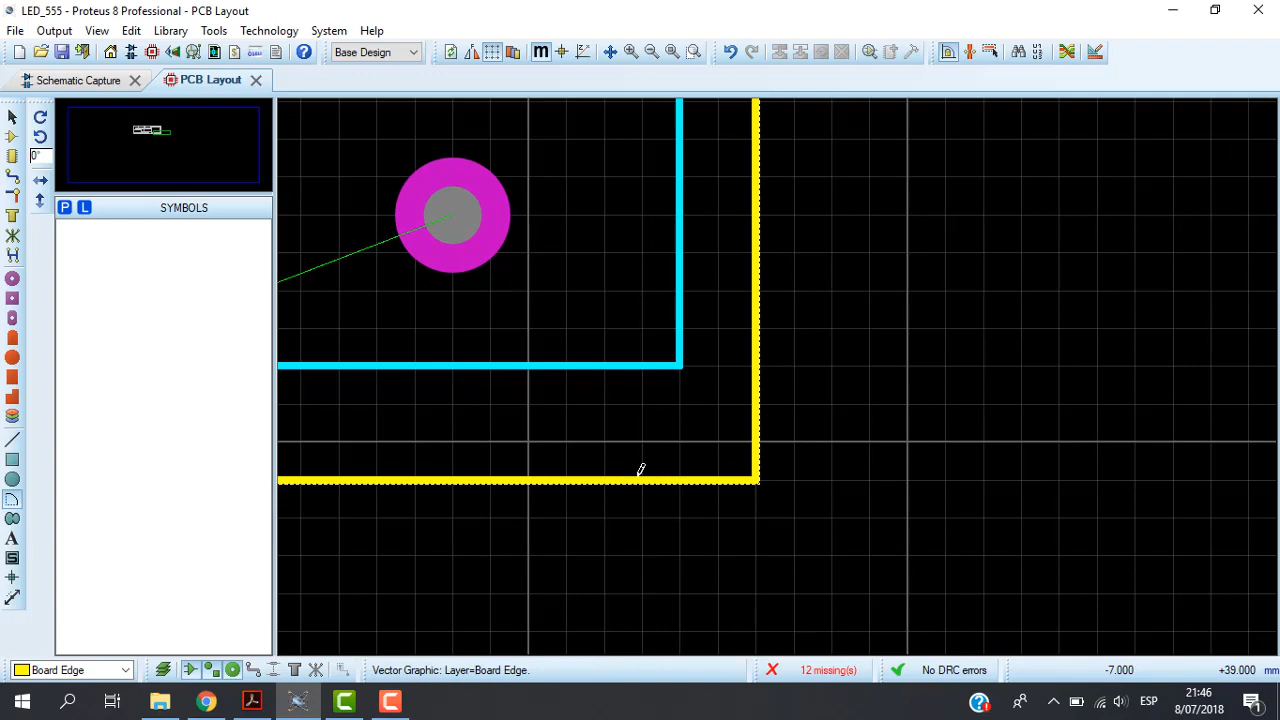 LED_555 - Proteus 8 Professional - PCB Layout
File Output View Edit Library Tools Technology System Help
Base Design
m
$
?
Schematic Capture
PCB Layout
0°
P L SYMBOLS
A
S
Board Edge
Vector Graphic: Layer=Board Edge.
12 missing(s)
No DRC errors
-7.000
+39.000
mm
ESP
21:46
8/07/2018
1